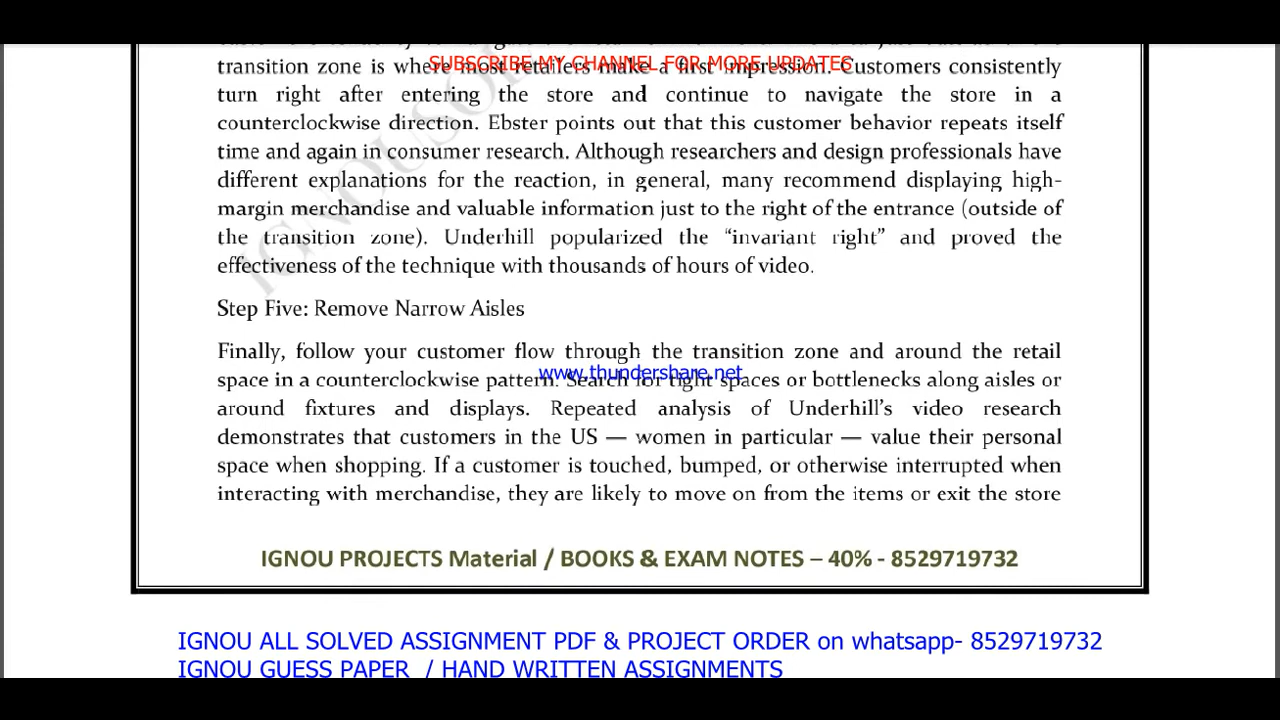 SUBSCRIBE MY CHANNEL FOR MORE UPDATES
transition zone is where most retailers make a first impression. Customers consistently
turn right after entering the store and continue to navigate the store in a
counterclockwise direction. Ebster points out that this customer behavior repeats itself
time and again in consumer research. Although researchers and design professionals have
different explanations for the reaction, in general, many recommend displaying high-
margin merchandise and valuable information just to the right of the entrance (outside of
the transition zone). Underhill popularized the “invariant right” and proved the
effectiveness of the technique with thousands of hours of video.
Step Five: Remove Narrow Aisles
Finally, follow your customer flow through the transition zone and around the retail
www.thundershare.net
space in a counterclockwise pattern. Search for tight spaces or bottlenecks along aisles or
around fixtures and displays. Repeated analysis of Underhill’s video research
demonstrates that customers in the US — women in particular — value their personal
space when shopping. If a customer is touched, bumped, or otherwise interrupted when
interacting with merchandise, they are likely to move on from the items or exit the store
IGNOU PROJECTS Material / BOOKS & EXAM NOTES – 40% - 8529719732
IGNOU ALL SOLVED ASSIGNMENT PDF & PROJECT ORDER on whatsapp- 8529719732
IGNOU GUESS PAPER / HAND WRITTEN ASSIGNMENTS